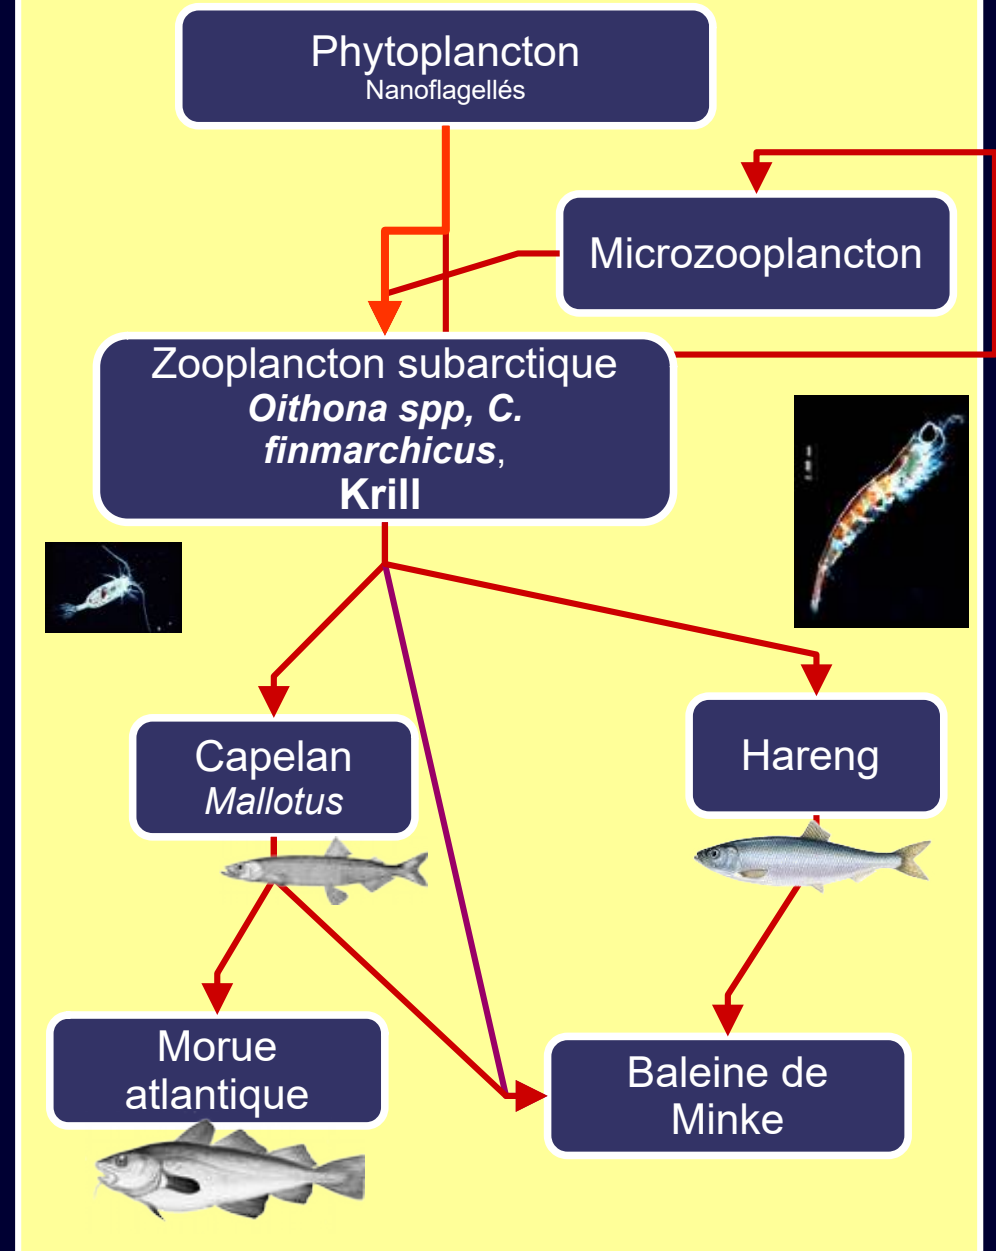 Phytoplancton
Nanoflagellés
Microzooplancton
Zooplancton subarctique
Oithona spp, C.
finmarchicus,
Krill
Capelan
Mallotus
Hareng
Morue
atlantique
Baleine de
Minke